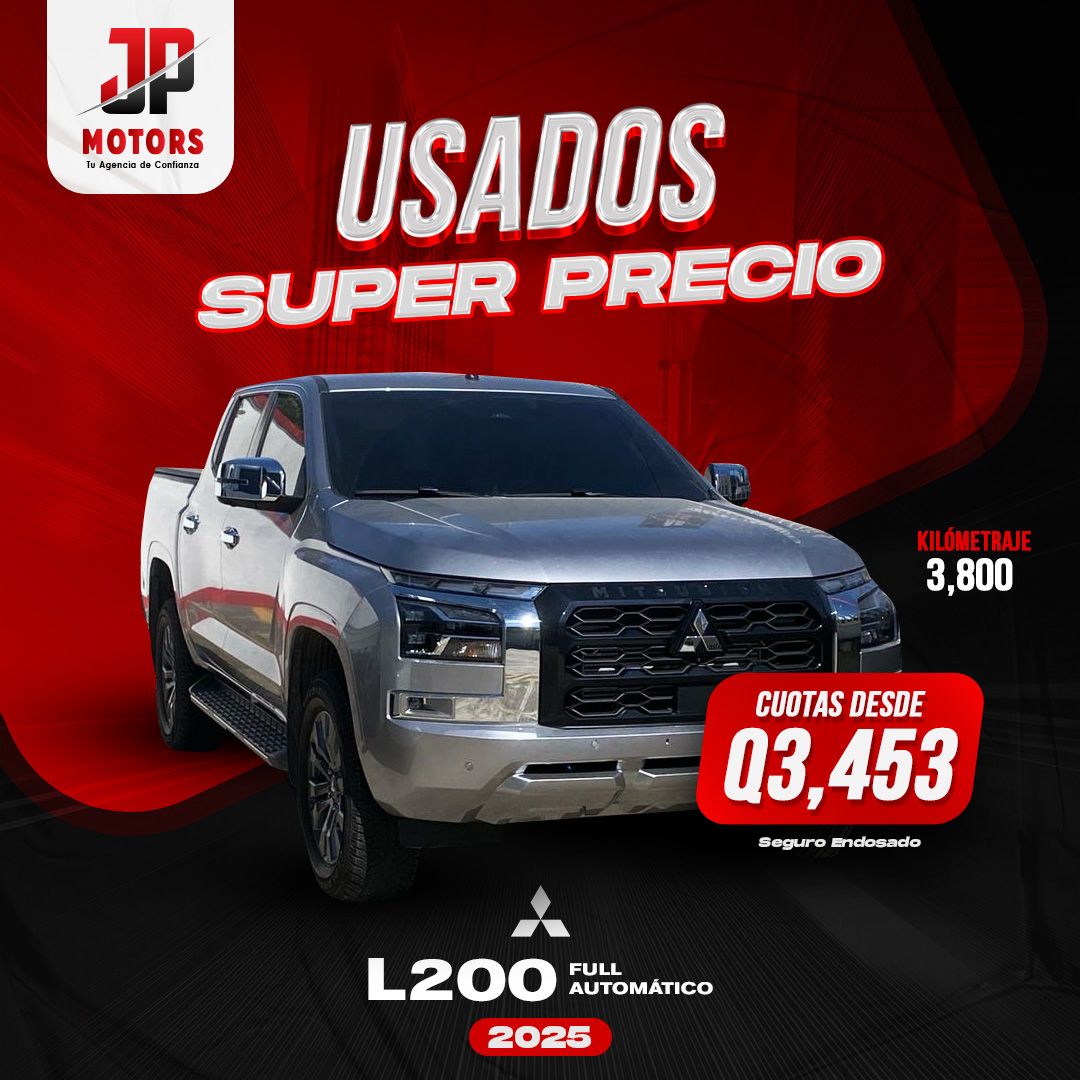 JP
MOTORS
Tu Agencia de Confianza
USADOS
SUPER PRECIO
KILÓMETRAJE
3,800
MITSUBISHI
CUOTAS DESDE
Q3,453
Seguro Endosado
L200 FULL
AUTOMÁTICO
2025